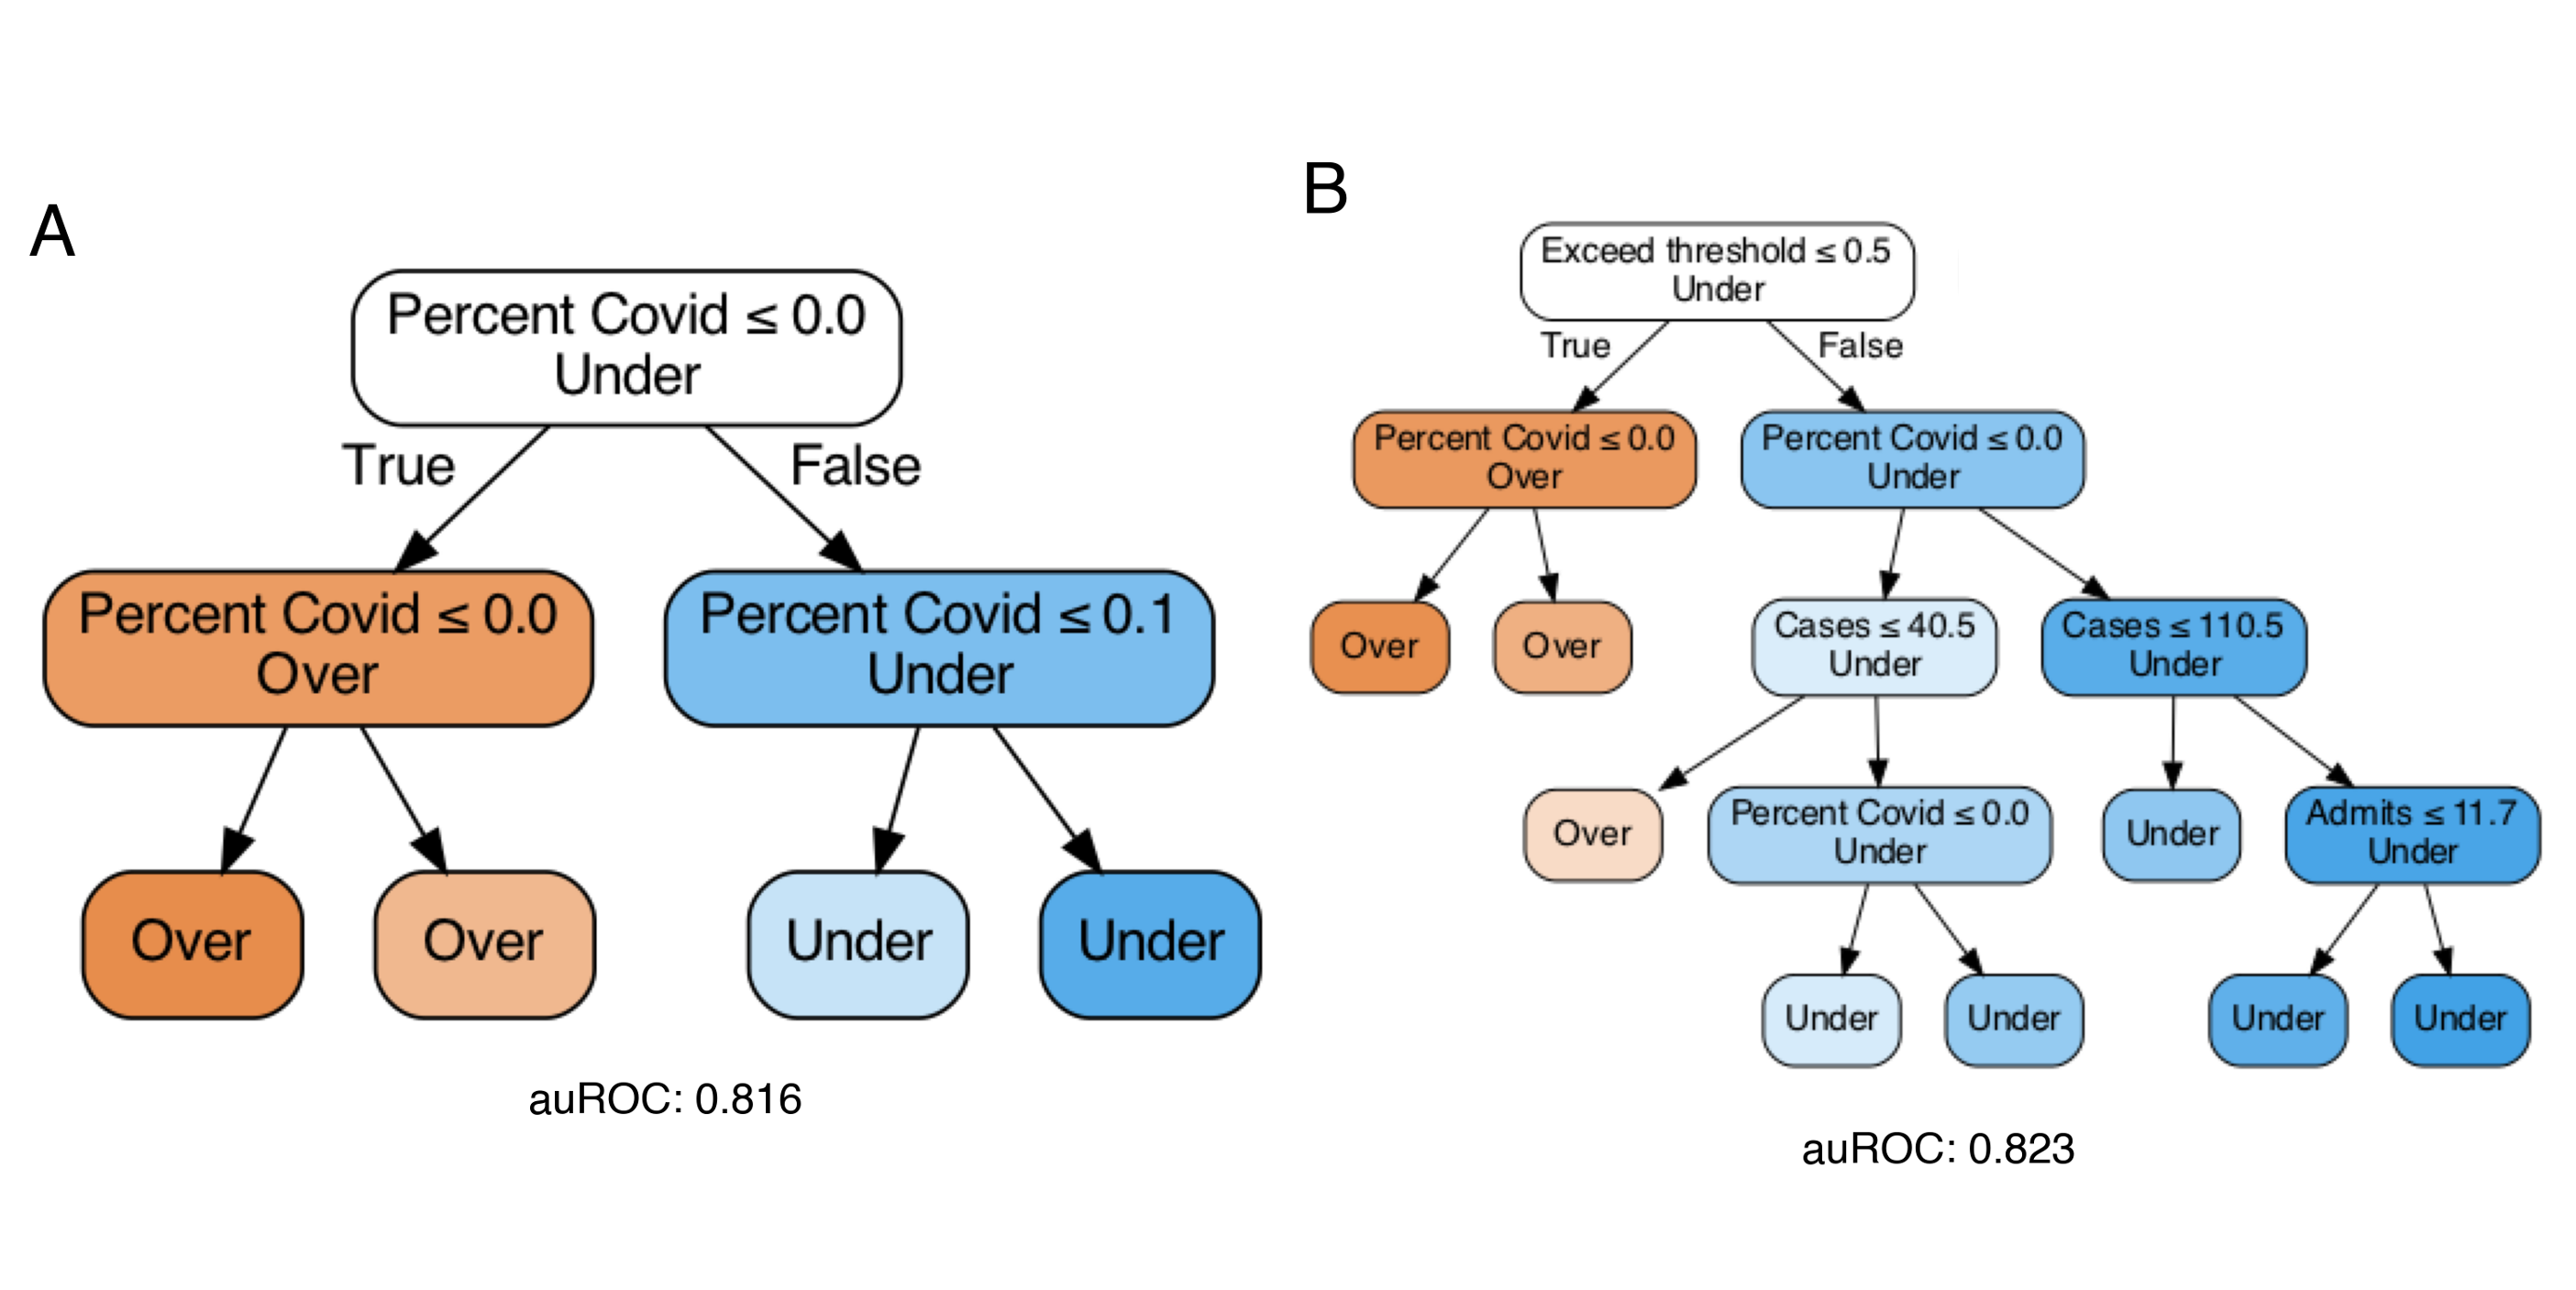 A
Percent Covid ≤ 0.0
Under
True
False
Percent Covid ≤ 0.0
Over
Percent Covid ≤ 0.1
Under
Over
Over
Under
Under
auROC: 0.816
B
Exceed threshold ≤ 0.5
Under
True
False
Percent Covid ≤ 0.0
Over
Percent Covid ≤ 0.0
Under
Over
Over
Cases ≤ 40.5
Under
Cases ≤ 110.5
Under
Over
Percent Covid ≤ 0.0
Under
Under
Admits ≤ 11.7
Under
Under
Under
Under
Under
auROC: 0.823